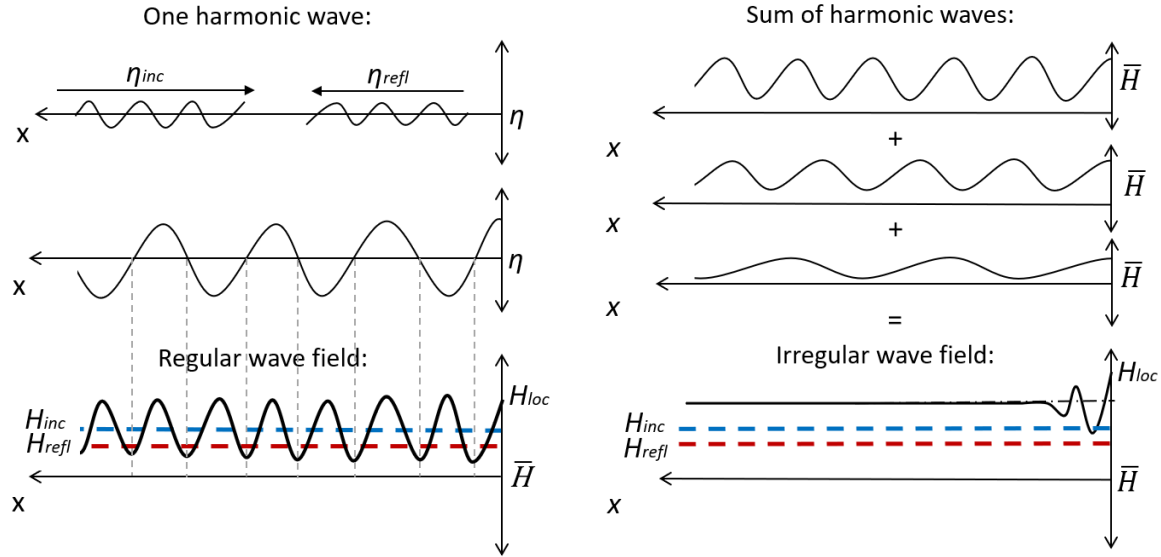 One harmonic wave:
ηinc
ηrefl
x
η
x
η
Regular wave field:
Hloc
Hinc
Hrefl
H̅
x
Sum of harmonic waves:
H̅
x
+
H̅
x
+
H̅
x
=
Irregular wave field:
Hloc
Hinc
Hrefl
H̅
x